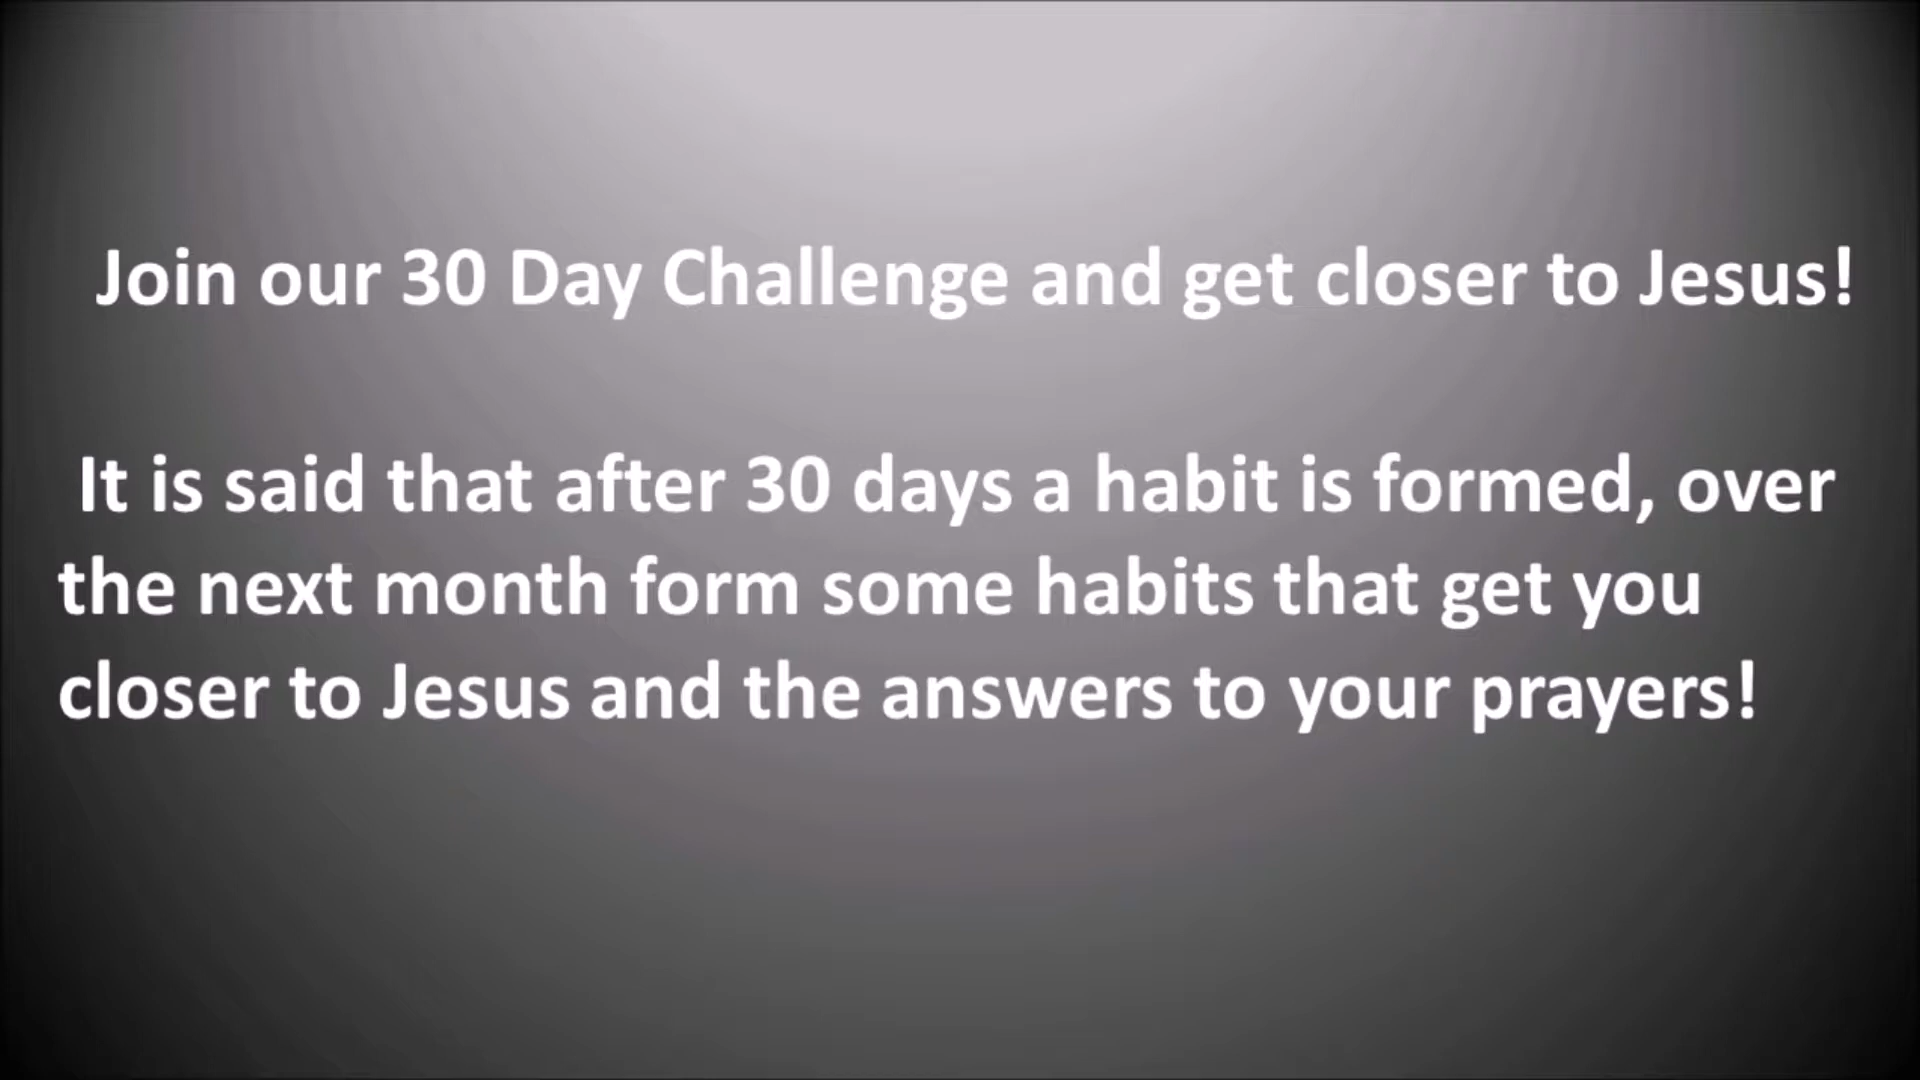 Join our 30 Day Challenge and get closer to Jesus!
It is said that after 30 days a habit is formed, over
the next month form some habits that get you
closer to Jesus and the answers to your prayers!